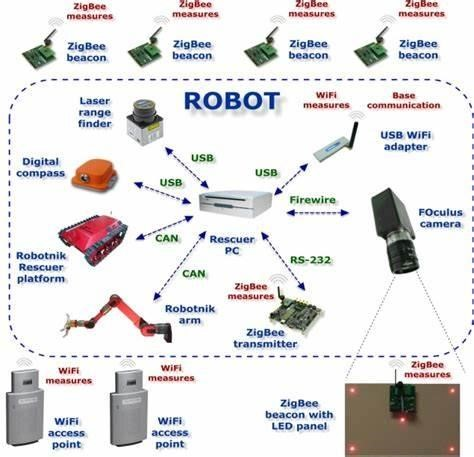 ZigBee
measures
ZigBee
measures
ZigBee
measures
ZigBee
measures
ZigBee
beacon
ZigBee
beacon
ZigBee
beacon
ZigBee
beacon
Laser
range
finder
ROBOT
WiFi
measures
Base
communication
USB WiFi
adapter
Digital
compass
USB
USB
USB
Firewire
FOculus
camera
Robotnik
Rescuer
platform
CAN
Rescuer
PC
RS-232
CAN
Robotnik
arm
ZigBee
measures
ZigBee
transmitter
WiFi
measures
WiFi
measures
ZigBee
measures
WiFi
access
point
WiFi
access
point
ZigBee
beacon with
LED panel